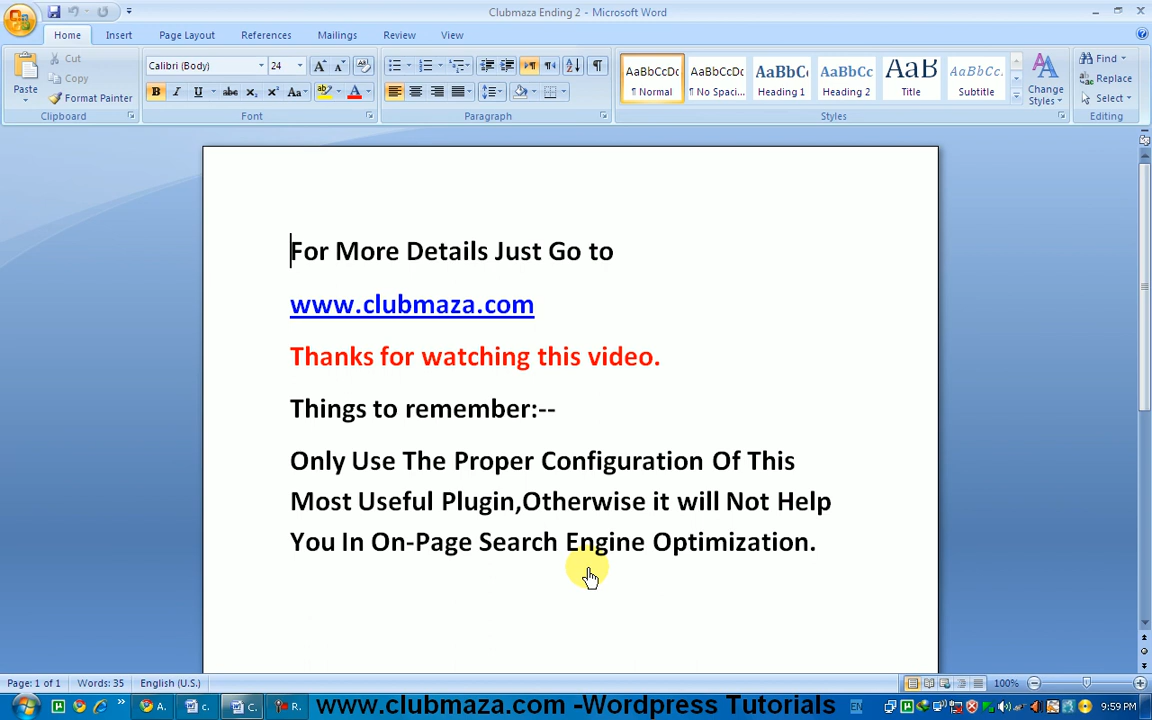 Clubmaza Ending 2 - Microsoft Word
Home Insert Page Layout References Mailings Review View
Paste
Cut
Copy
Format Painter
Clipboard
Calibri (Body) 24
Font
Paragraph
AaBbCcDc AaBbCcDc AaBbC AaBbCc AaB AaBbCc.
¶ Normal ¶ No Spaci... Heading 1 Heading 2 Title Subtitle
Change Styles
Styles
Find
Replace
Select
Editing
For More Details Just Go to
www.clubmaza.com
Thanks for watching this video.
Things to remember:--
Only Use The Proper Configuration Of This
Most Useful Plugin,Otherwise it will Not Help
You In On-Page Search Engine Optimization.
Page: 1 of 1 Words: 35 English (U.S.) 100%
A. c. C. R. www.clubmaza.com -Wordpress Tutorials EN 9:59 PM